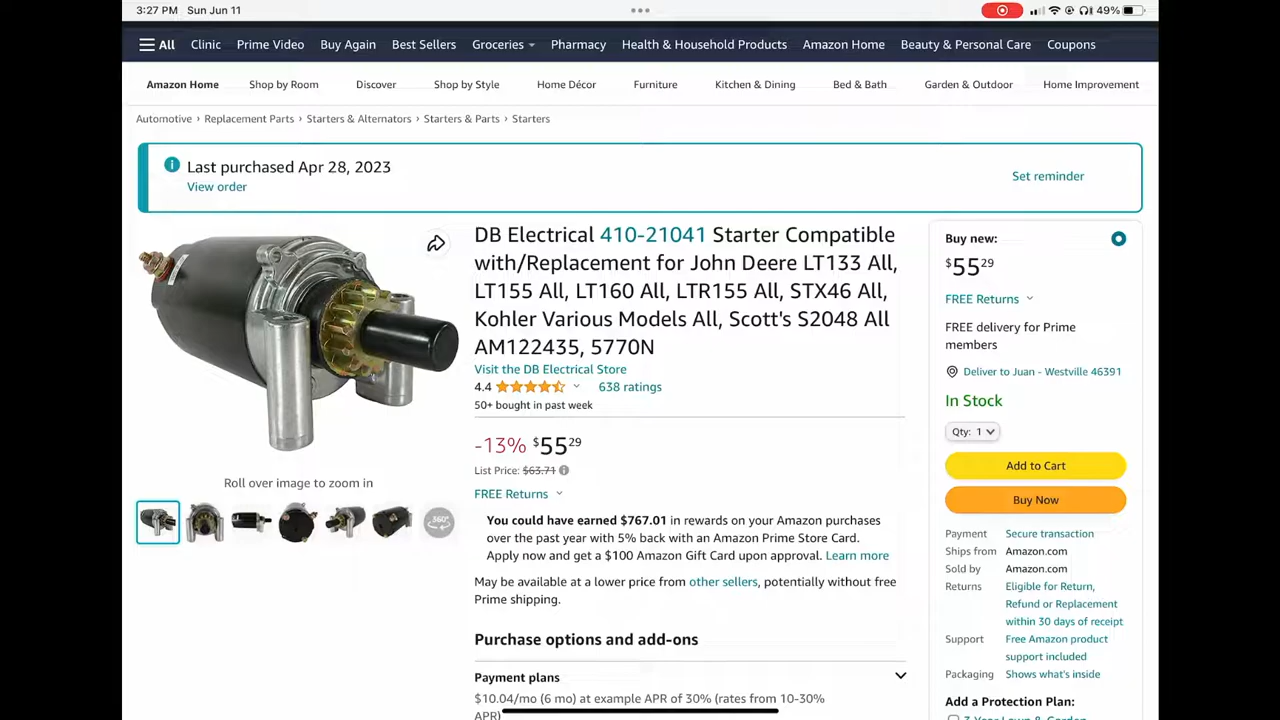 3:27 PM Sun Jun 11
49%
All Clinic Prime Video Buy Again Best Sellers Groceries Pharmacy Health & Household Products Amazon Home Beauty & Personal Care Coupons
Amazon Home Shop by Room Discover Shop by Style Home Décor Furniture Kitchen & Dining Bed & Bath Garden & Outdoor Home Improvement
Automotive › Replacement Parts › Starters & Alternators › Starters & Parts › Starters
Last purchased Apr 28, 2023
View order
Set reminder
Roll over image to zoom in
360°
DB Electrical 410-21041 Starter Compatible
with/Replacement for John Deere LT133 All,
LT155 All, LT160 All, LTR155 All, STX46 All,
Kohler Various Models All, Scott's S2048 All
AM122435, 5770N
Visit the DB Electrical Store
4.4 638 ratings
50+ bought in past week
-13% $55 29
List Price: $63.71
FREE Returns
You could have earned $767.01 in rewards on your Amazon purchases
over the past year with 5% back with an Amazon Prime Store Card.
Apply now and get a $100 Amazon Gift Card upon approval. Learn more
May be available at a lower price from other sellers, potentially without free
Prime shipping.
Purchase options and add-ons
Payment plans
$10.04/mo (6 mo) at example APR of 30% (rates from 10-30%
APR)
Buy new:
$55 29
FREE Returns
FREE delivery for Prime
members
Deliver to Juan - Westville 46391
In Stock
Qty: 1
Add to Cart
Buy Now
Payment Secure transaction
Ships from Amazon.com
Sold by Amazon.com
Returns Eligible for Return,
Refund or Replacement
within 30 days of receipt
Support Free Amazon product
support included
Packaging Shows what's inside
Add a Protection Plan: